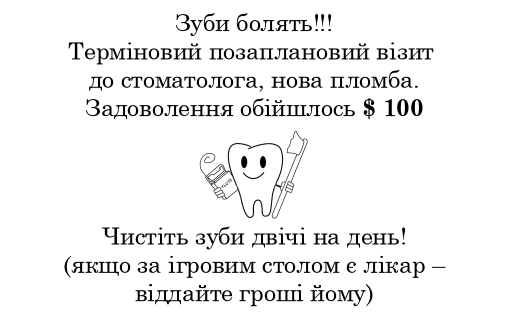 Зуби болять!!!
Терміновий позаплановий візит
до стоматолога, нова пломба.
Задоволення обійшлось $ 100
Чистіть зуби двічі на день!
(якщо за ігровим столом є лікар –
віддайте гроші йому)